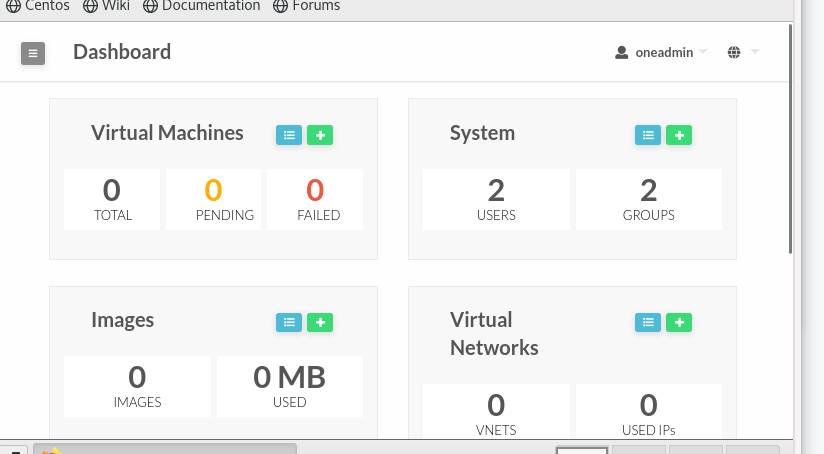 Centos Wiki Documentation Forums
Dashboard oneadmin
Virtual Machines
0 0 0
TOTAL PENDING FAILED
System
2 2
USERS GROUPS
Images
0 0 MB
IMAGES USED
Virtual
Networks
0 0
VNETS USED IPs